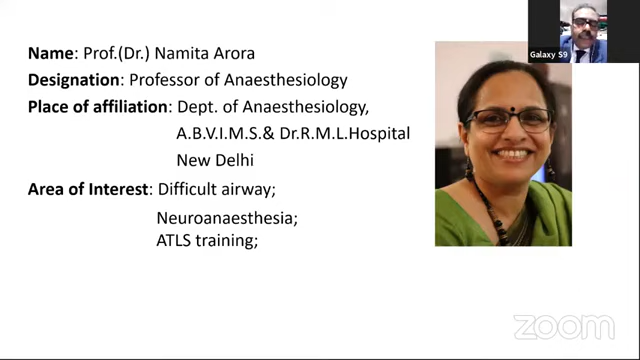 Name: Prof.(Dr.) Namita Arora
Designation: Professor of Anaesthesiology
Place of affiliation: Dept. of Anaesthesiology,
A.B.V.I.M.S.& Dr.R.M.L.Hospital
New Delhi
Area of Interest: Difficult airway;
Neuroanaesthesia;
ATLS training;
Galaxy S9
zoom